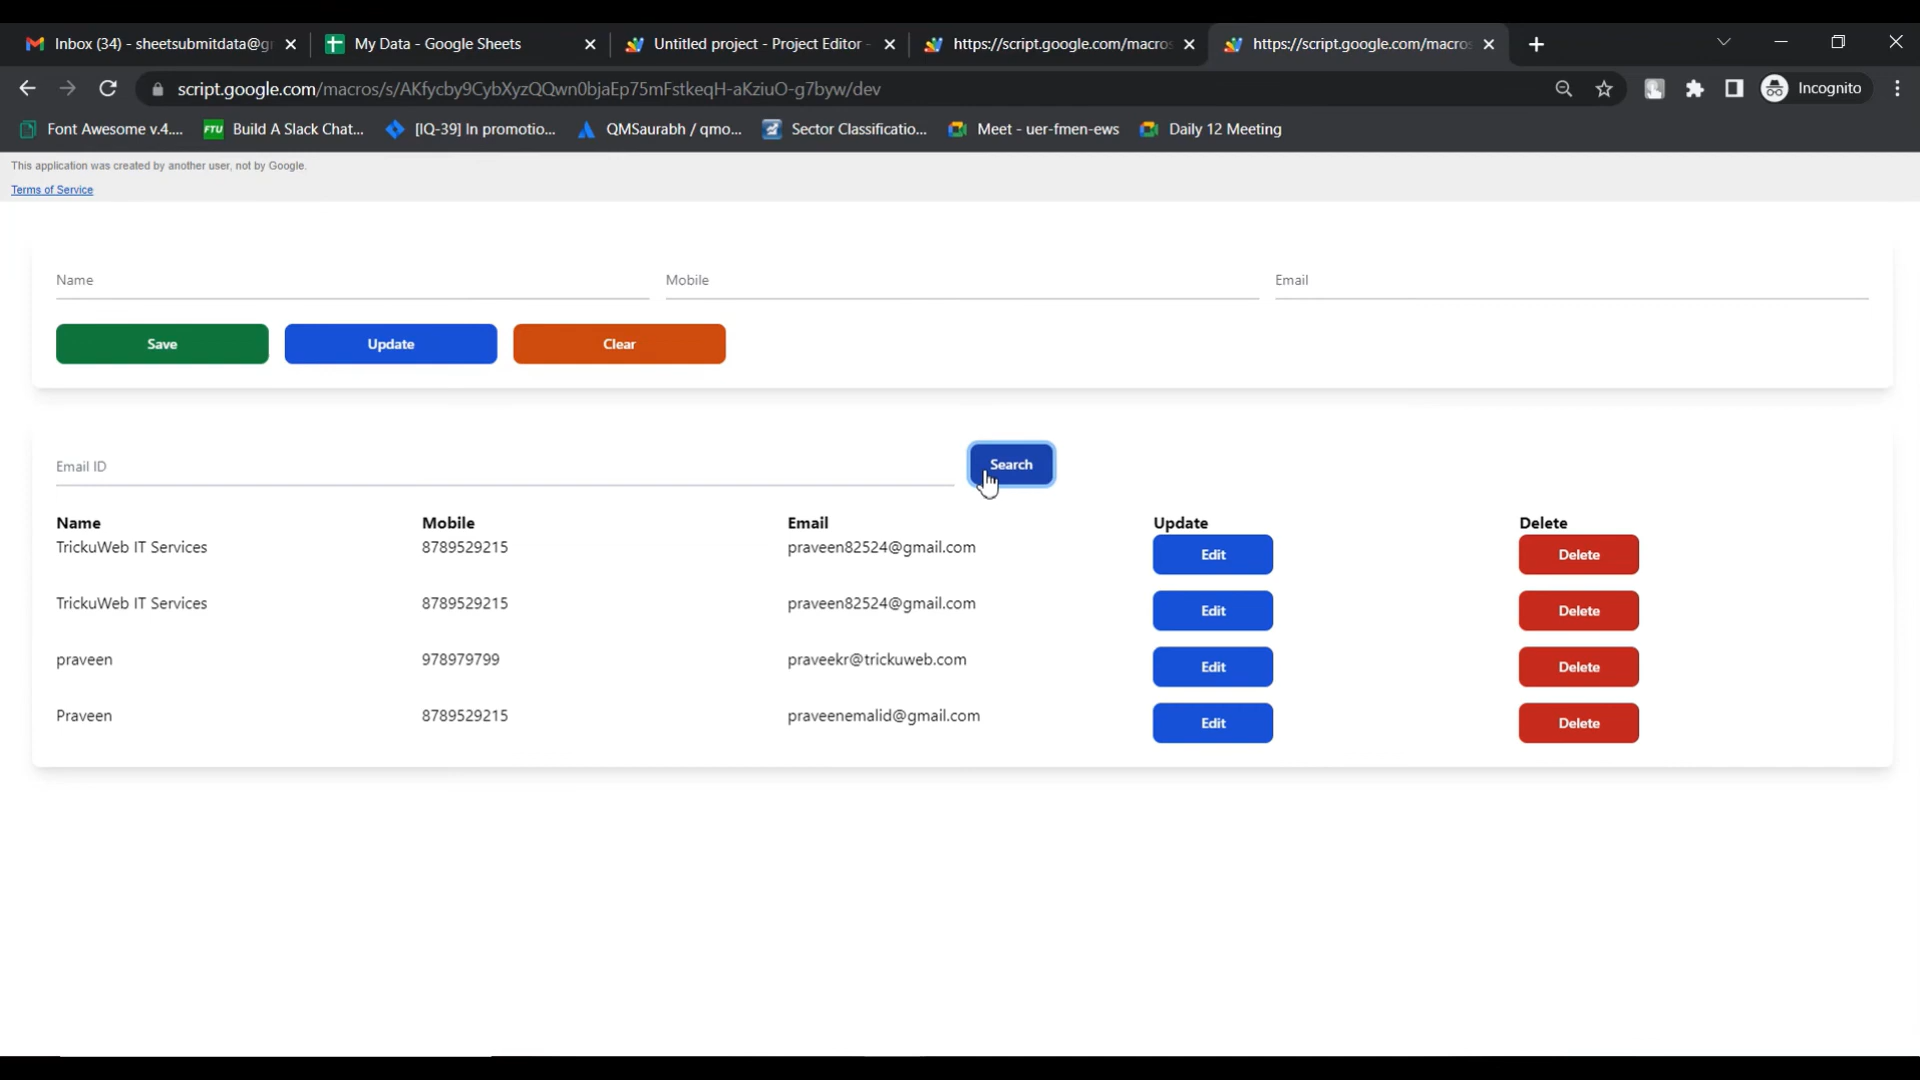 Inbox (34) - sheetsubmitdata@gr
My Data - Google Sheets
Untitled project - Project Editor -
https://script.google.com/macros
https://script.google.com/macros
script.google.com/macros/s/AKfycby9CybXyzQQwn0bjaEp75mFstkeqH-aKziuO-g7byw/dev
Incognito
Font Awesome v.4....
FTU Build A Slack Chat...
[IQ-39] In promotio...
QMSaurabh / qmo...
Sector Classificatio...
Meet - uer-fmen-ews
Daily 12 Meeting
This application was created by another user, not by Google.
Terms of Service
Name Mobile Email
Save Update Clear
Email ID Search
Name Mobile Email Update Delete
TrickuWeb IT Services 8789529215 praveen82524@gmail.com Edit Delete
TrickuWeb IT Services 8789529215 praveen82524@gmail.com Edit Delete
praveen 978979799 praveekr@trickuweb.com Edit Delete
Praveen 8789529215 praveenemalid@gmail.com Edit Delete